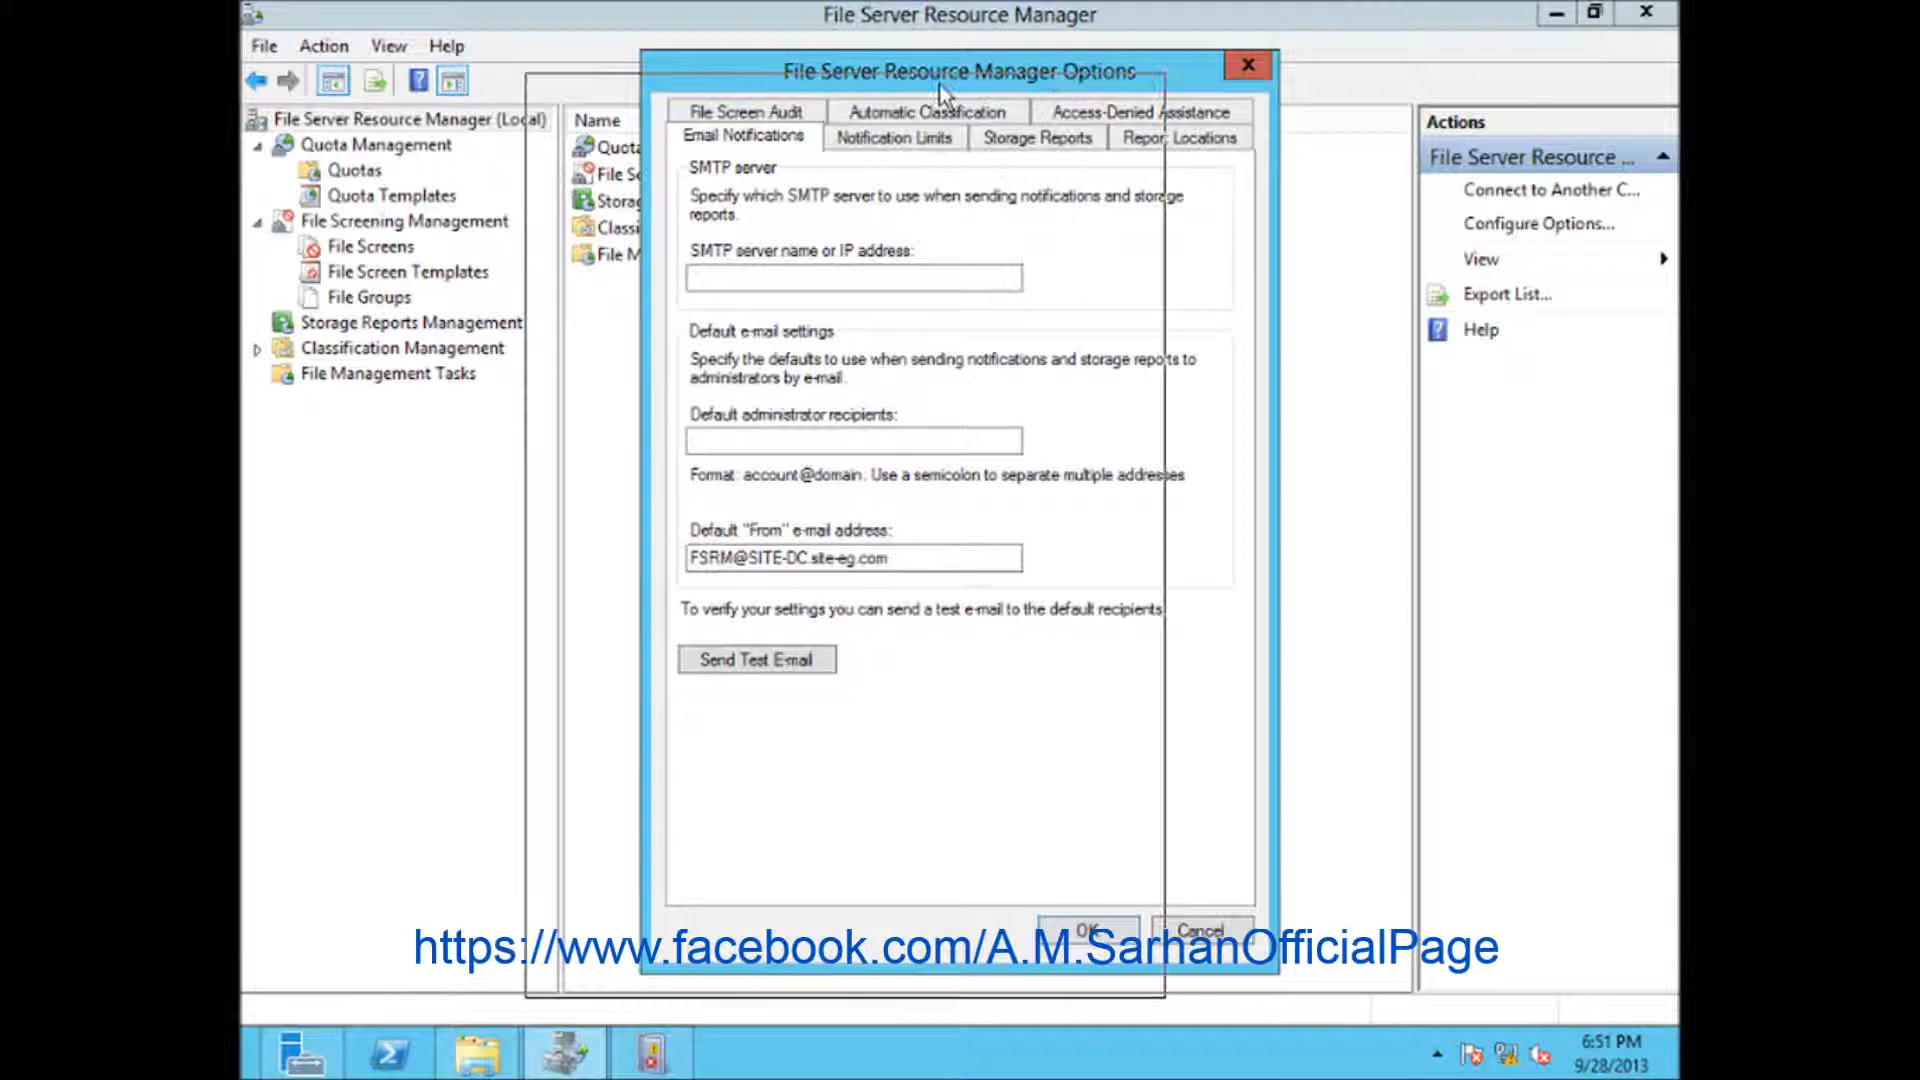 File Server Resource Manager
File Action View Help
File Server Resource Manager (Local)
Quota Management
Quotas
Quota Templates
File Screening Management
File Screens
File Screen Templates
File Groups
Storage Reports Management
Classification Management
File Management Tasks
Name
Quota
File Sc
Storag
Classi
File M
File Server Resource Manager Options
File Screen Audit Automatic Classification Access-Denied Assistance
Email Notifications Notification Limits Storage Reports Report Locations
SMTP server
Specify which SMTP server to use when sending notifications and storage
reports.
SMTP server name or IP address:
Default e-mail settings
Specify the defaults to use when sending notifications and storage reports to
administrators by e-mail.
Default administrator recipients:
Format: account@domain. Use a semicolon to separate multiple addresses
Default "From" e-mail address:
FSRM@SITE-DC.site-eg.com
To verify your settings you can send a test e-mail to the default recipients.
Send Test E-mail
OK Cancel
Actions
File Server Resource ...
Connect to Another C...
Configure Options...
View
Export List...
Help
https://www.facebook.com/A.M.SarhanOfficialPage
6:51 PM
9/28/2013